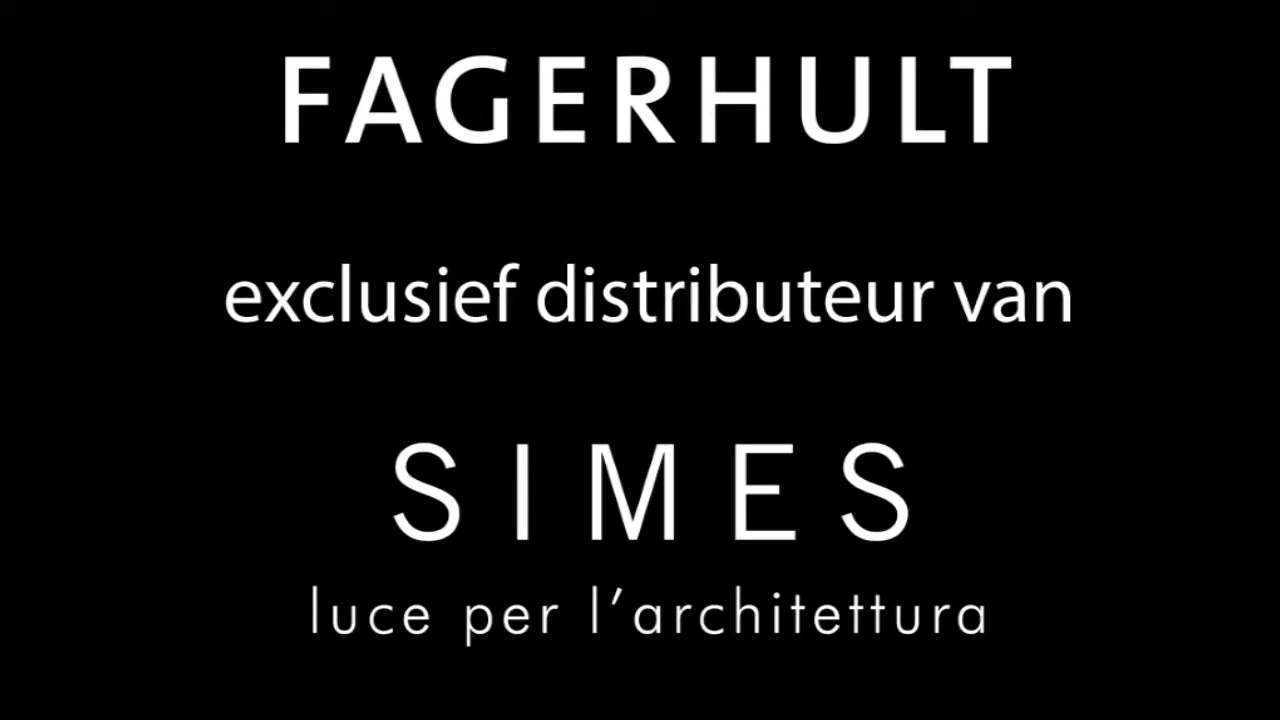 FAGERHULT
exclusief distributeur van
SIMES
luce per l’architettura